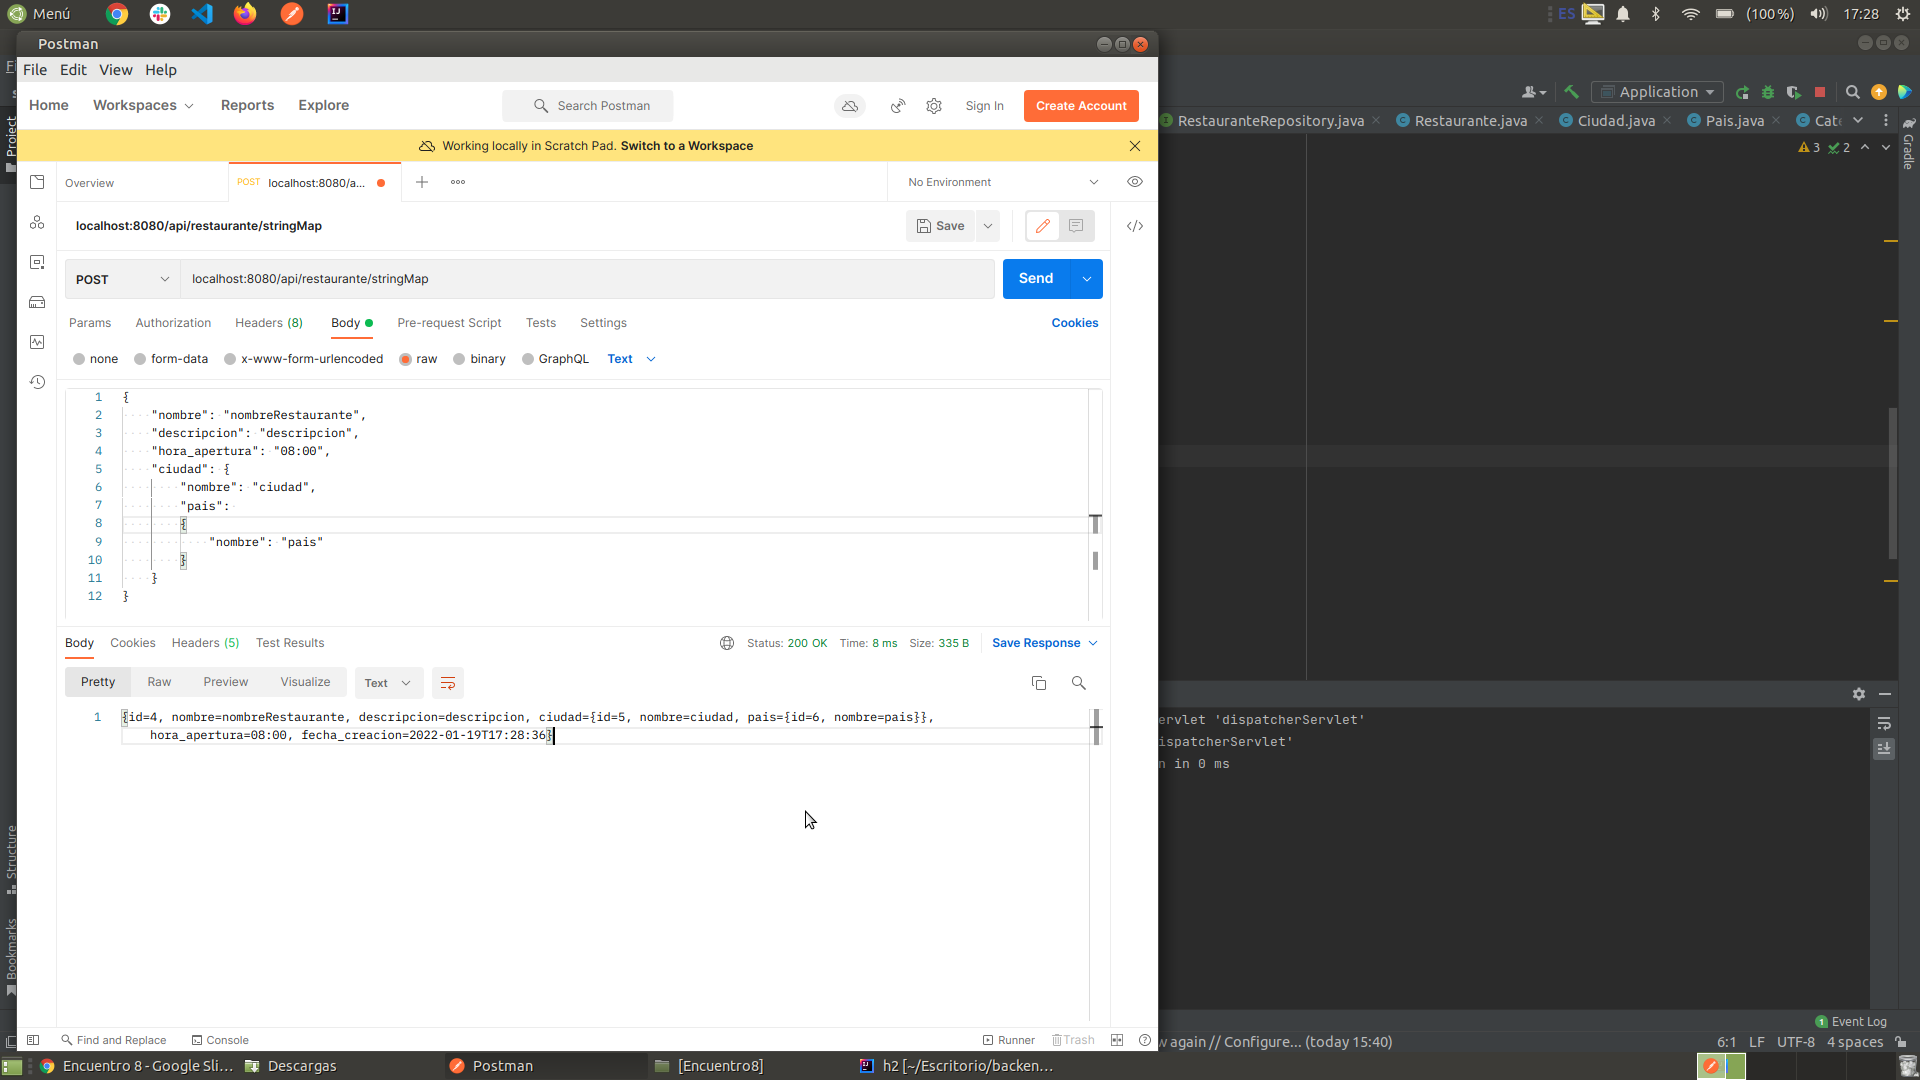 Menú
ES
(100%)
17:28
Postman
File Edit View Help
Home Workspaces Reports Explore
Search Postman
Sign In
Create Account
Application
Working locally in Scratch Pad. Switch to a Workspace
RestauranteRepository.java Restaurante.java Ciudad.java Pais.java
3 2
Project
Gradle
Overview
POST localhost:8080/a...
No Environment
localhost:8080/api/restaurante/stringMap
Save
POST
localhost:8080/api/restaurante/stringMap
Send
Params Authorization Headers (8) Body Pre-request Script Tests Settings
Cookies
none form-data x-www-form-urlencoded raw binary GraphQL Text
1 {
2 "nombre": "nombreRestaurante",
3 "descripcion": "descripcion",
4 "hora_apertura": "08:00",
5 "ciudad": {
6 "nombre": "ciudad",
7 "pais":
8 {
9 "nombre": "pais"
10 }
11 }
12 }
Body Cookies Headers (5) Test Results
Status: 200 OK Time: 8 ms Size: 335 B
Save Response
Pretty Raw Preview Visualize
Text
1 {id=4, nombre=nombreRestaurante, descripcion=descripcion, ciudad={id=5, nombre=ciudad, pais={id=6, nombre=pais}},
hora_apertura=08:00, fecha_creacion=2022-01-19T17:28:36}
ervlet 'dispatcherServlet'
ispatcherServlet'
n in 0 ms
Structure
Bookmarks
1 Event Log
Find and Replace Console
Runner Trash
w again // Configure... (today 15:40)
6:1 LF UTF-8 4 spaces
Encuentro 8 - Google Sli...
Descargas
Postman
[Encuentro8]
h2 [~/Escritorio/backen...